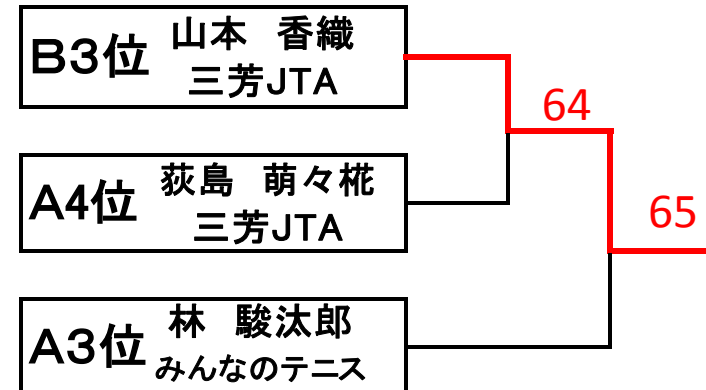 B3位 山本 香織
三芳JTA
64
A4位 荻島 萌々椛
三芳JTA
65
A3位 林 駿汰郎
みんなのテニス